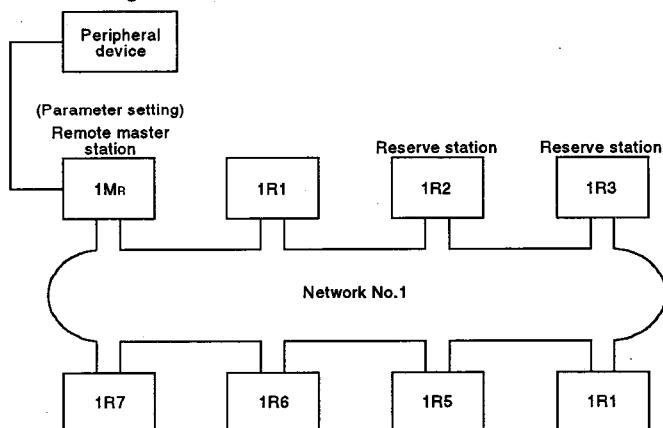 Peripheral
device
(Parameter setting)
Remote master
station
Reserve station
Reserve station
1MR
1R1
1R2
1R3
Network No.1
1R7
1R6
1R5
1R1